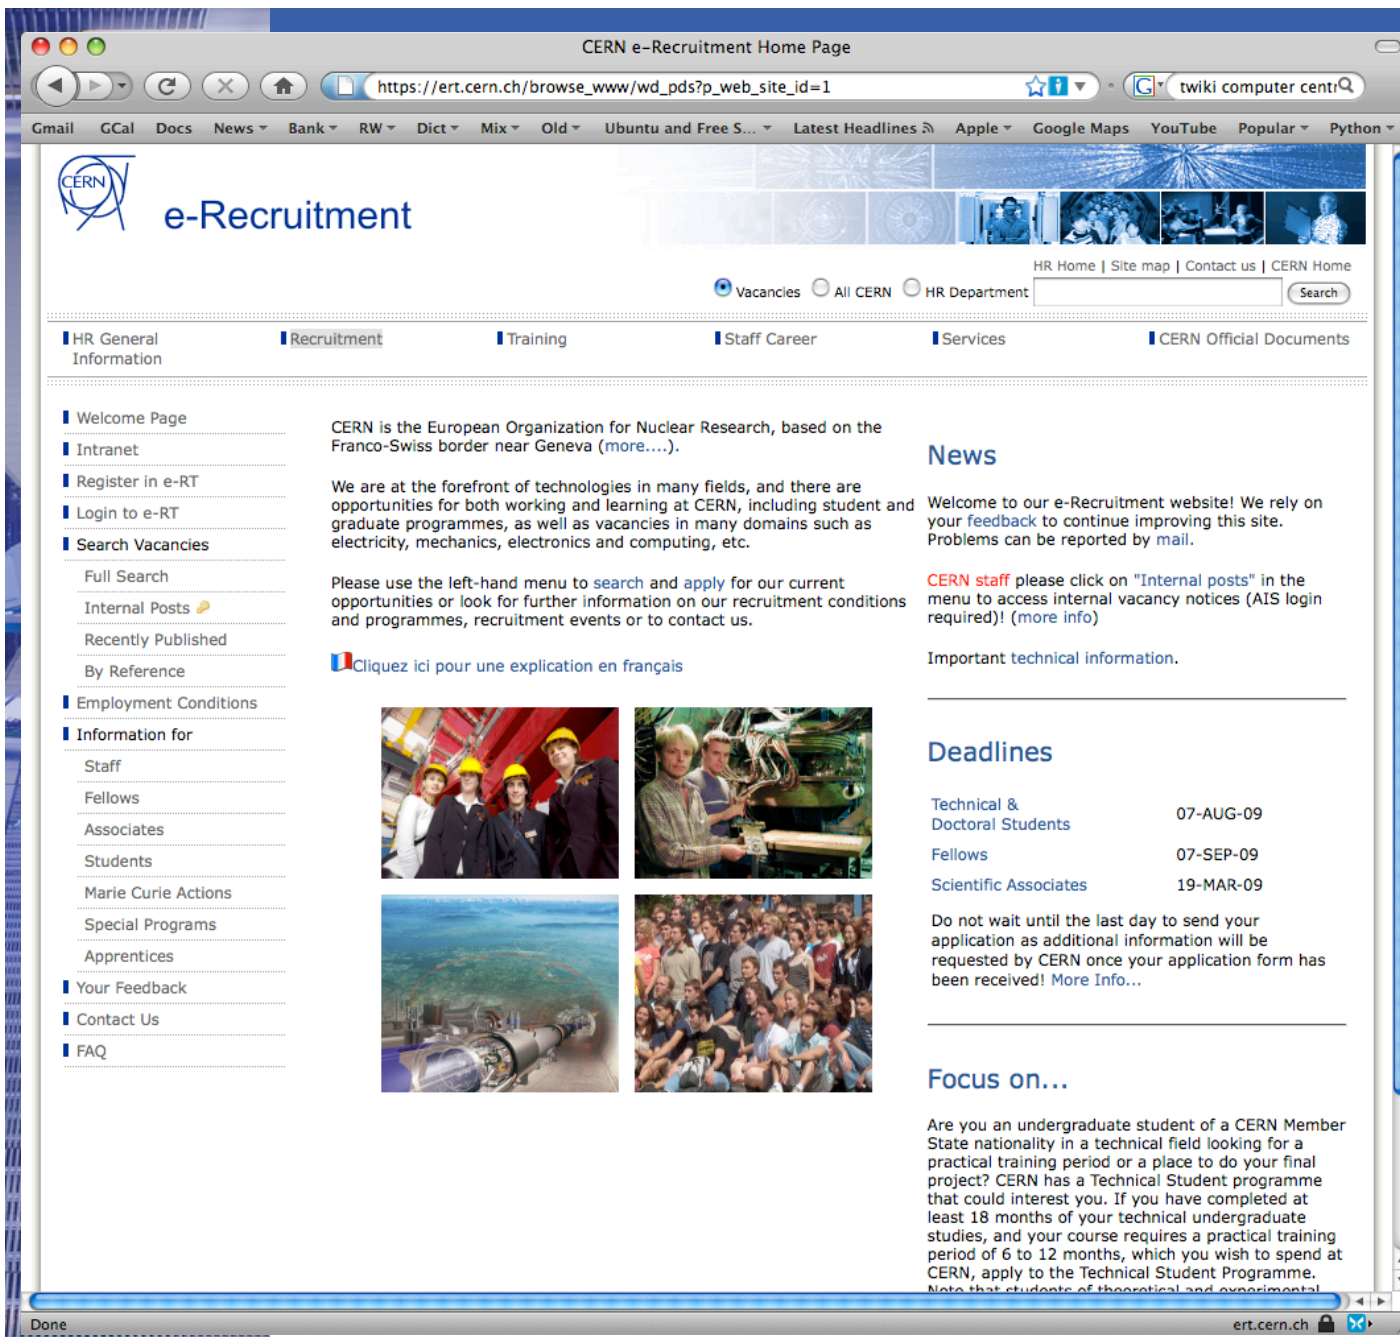 CERN e-Recruitment Home Page
https://ert.cern.ch/browse_www/wd_pds?p_web_site_id=1
twiki computer centr
Gmail GCal Docs News Bank RW Dict Mix Old Ubuntu and Free S... Latest Headlines Apple Google Maps YouTube Popular Python
CERN
e-Recruitment
HR Home | Site map | Contact us | CERN Home
Vacancies All CERN HR Department Search
HR General Information
Recruitment
Training
Staff Career
Services
CERN Official Documents
Welcome Page
Intranet
Register in e-RT
Login to e-RT
Search Vacancies
Full Search
Internal Posts
Recently Published
By Reference
Employment Conditions
Information for
Staff
Fellows
Associates
Students
Marie Curie Actions
Special Programs
Apprentices
Your Feedback
Contact Us
FAQ
CERN is the European Organization for Nuclear Research, based on the
Franco-Swiss border near Geneva (more....).
We are at the forefront of technologies in many fields, and there are
opportunities for both working and learning at CERN, including student and
graduate programmes, as well as vacancies in many domains such as
electricity, mechanics, electronics and computing, etc.
Please use the left-hand menu to search and apply for our current
opportunities or look for further information on our recruitment conditions
and programmes, recruitment events or to contact us.
Cliquez ici pour une explication en français
News
Welcome to our e-Recruitment website! We rely on
your feedback to continue improving this site.
Problems can be reported by mail.
CERN staff please click on "Internal posts" in the
menu to access internal vacancy notices (AIS login
required)! (more info)
Important technical information.
Deadlines
Technical &
Doctoral Students 07-AUG-09
Fellows 07-SEP-09
Scientific Associates 19-MAR-09
Do not wait until the last day to send your
application as additional information will be
requested by CERN once your application form has
been received! More Info...
Focus on...
Are you an undergraduate student of a CERN Member
State nationality in a technical field looking for a
practical training period or a place to do your final
project? CERN has a Technical Student programme
that could interest you. If you have completed at
least 18 months of your technical undergraduate
studies, and your course requires a practical training
period of 6 to 12 months, which you wish to spend at
CERN, apply to the Technical Student Programme.
Note that students of theoretical and experimental
Done
ert.cern.ch